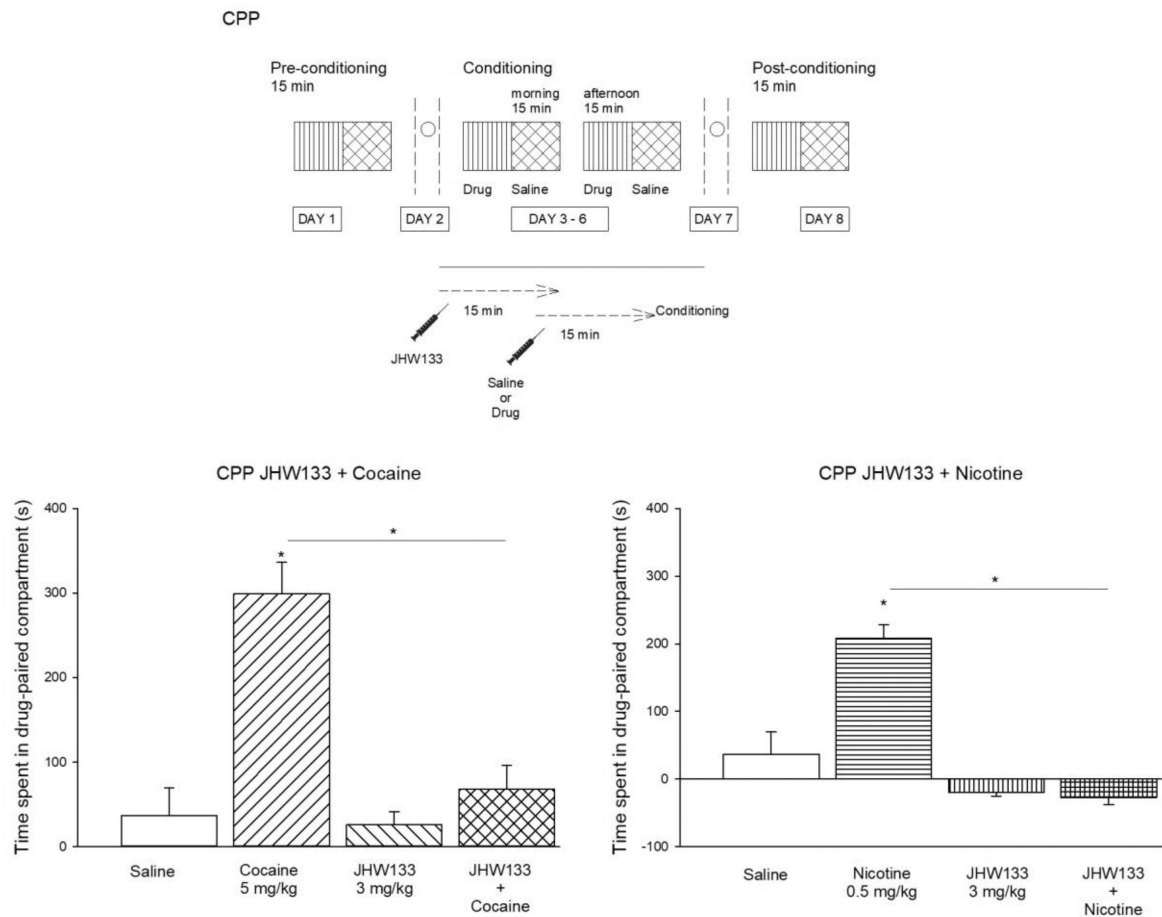 CPP
Pre-conditioning
15 min
Conditioning
morning
15 min
afternoon
15 min
Post-conditioning
15 min
Drug
Saline
Drug
Saline
DAY 1
DAY 2
DAY 3 - 6
DAY 7
DAY 8
15 min
JHW133
15 min
Conditioning
Saline
or
Drug
CPP JHW133 + Cocaine
Time spent in drug-paired compartment (s)
400
300
200
100
0
*
*
Saline
Cocaine
5 mg/kg
JHW133
3 mg/kg
JHW133
+
Cocaine
CPP JHW133 + Nicotine
Time spent in drug-paired compartment (s)
400
300
200
100
0
-100
*
*
Saline
Nicotine
0.5 mg/kg
JHW133
3 mg/kg
JHW133
+
Nicotine